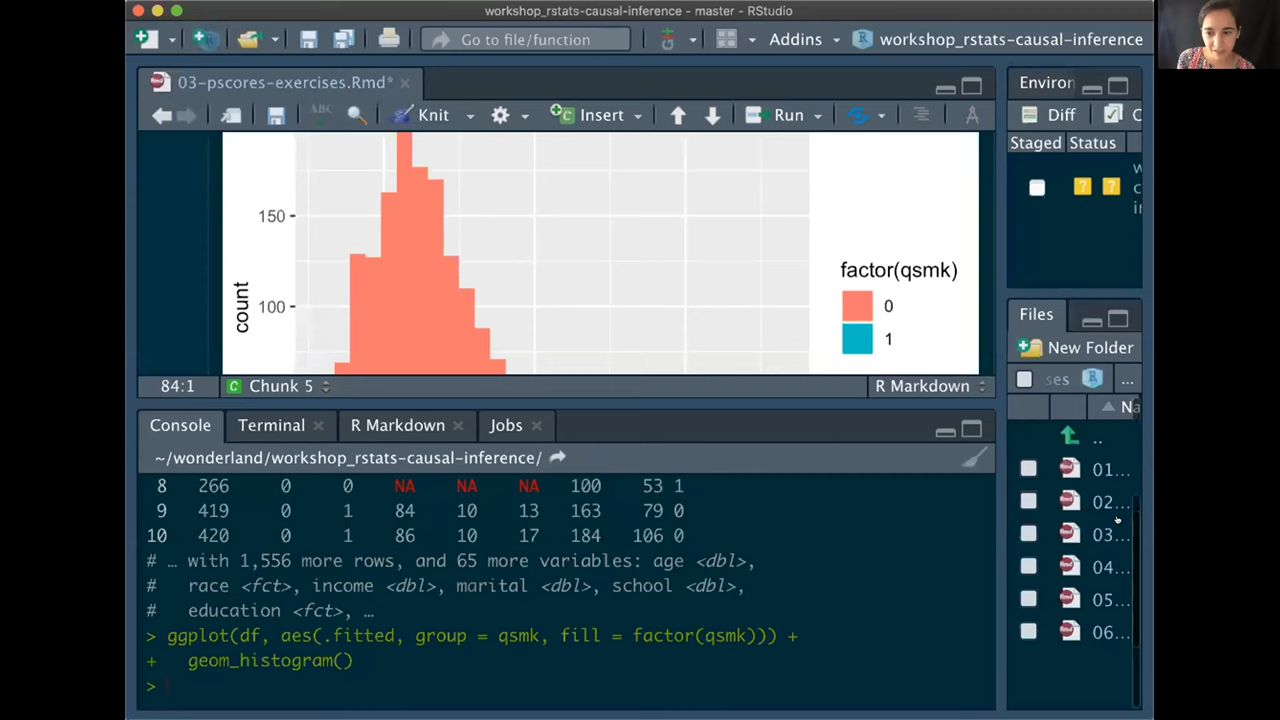 workshop_rstats-causal-inference - master - RStudio
Go to file/function
Addins
workshop_rstats-causal-inference
03-pscores-exercises.Rmd*
ABC
Knit
Insert
Run
150
100
count
factor(qsmk)
0
1
84:1
Chunk 5
R Markdown
Console
Terminal
R Markdown
Jobs
~/wonderland/workshop_rstats-causal-inference/
8 266 0 0 NA NA NA 100 53 1
9 419 0 1 84 10 13 163 79 0
10 420 0 1 86 10 17 184 106 0
# … with 1,556 more rows, and 65 more variables: age <dbl>,
# race <fct>, income <dbl>, marital <dbl>, school <dbl>,
# education <fct>, …
> ggplot(df, aes(.fitted, group = qsmk, fill = factor(qsmk))) +
+ geom_histogram()
>
Environ
Diff
C
Staged Status
w
c
in
Files
New Folder
ses
...
Na
..
01...
02...
03...
04...
05...
06...